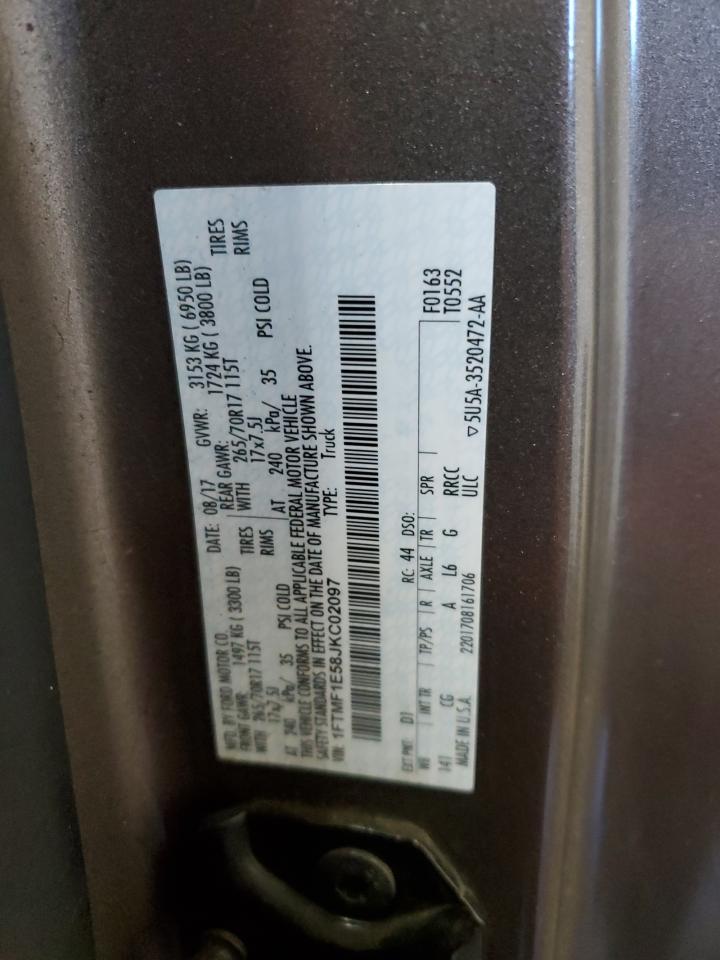 MFD. BY FORD MOTOR CO.
DATE: 08/17 GVWR: 3153 KG ( 6950 LB)
FRONT GAWR: 1497 KG ( 3300 LB) REAR GAWR: 1724 KG ( 3800 LB)
WITH 265/70R17 115T TIRES WITH 265/70R17 115T TIRES
17x7.5J RIMS 17x7.5J RIMS
AT 240 kPa/ 35 PSI COLD AT 240 kPa/ 35 PSI COLD
THIS VEHICLE CONFORMS TO ALL APPLICABLE FEDERAL MOTOR VEHICLE
SAFETY STANDARDS IN EFFECT ON THE DATE OF MANUFACTURE SHOWN ABOVE.
VIN: 1FTMF1E58JKC02097 TYPE: Truck
EXT PNT: D1 RC: 44 DSO: F0163
WB INT TR TP/PS R AXLE TR SPR T0552
141 CG A L6 G RRCC
MADE IN U.S.A. 2201708161706 ULC ▽5U5A-3520472-AA